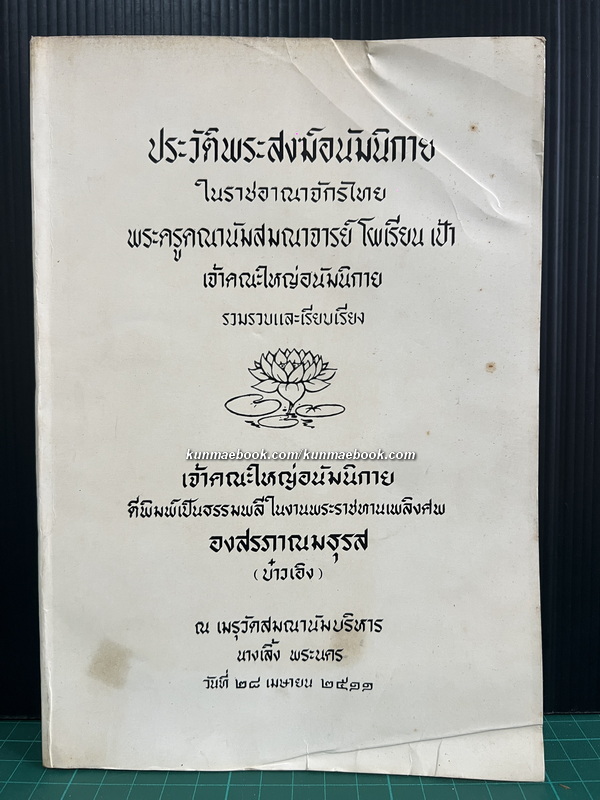 ประวัติพระสงฆ์อนัมนิกาย
ในราชอาณาจักรไทย
พระครูคณานัมสมณาจารย์ โผเรียน เป้า
เจ้าคณะใหญ่อนัมนิกาย
รวมรวบและเรียบเรียง
kunmaebook.com/kunmaebook.com
เจ้าคณะใหญ่อนัมนิกาย
ตีพิมพ์เป็นธรรมพลีในงานพระราชทานเพลิงศพ
องสรภาณมธุรส
(บ๋าวเอิง)
ณ เมรุวัดสมณานัมบริหาร
นางเลิ้ง พระนคร
วันที่ ๒๘ เมษายน ๒๕๑๑